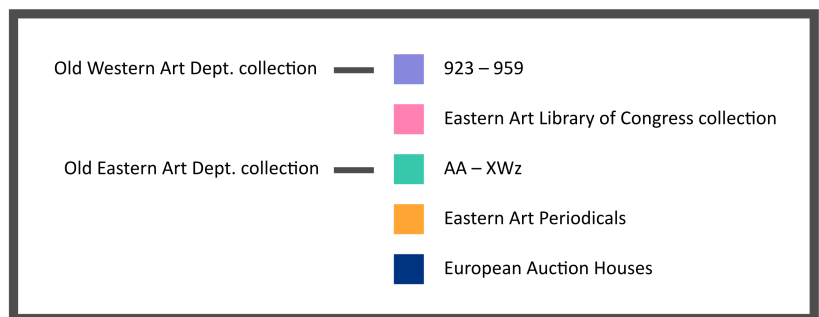 Old Western Art Dept. collection 923 – 959
Eastern Art Library of Congress collection
Old Eastern Art Dept. collection AA – XWz
Eastern Art Periodicals
European Auction Houses